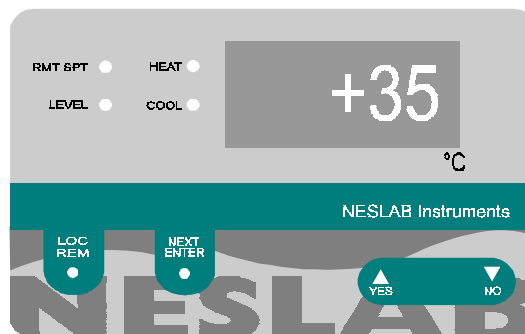 RMT SPT HEAT
LEVEL COOL
+35
°C
NESLAB Instruments
LOC NEXT
REM ENTER
YES NO
NESLAB